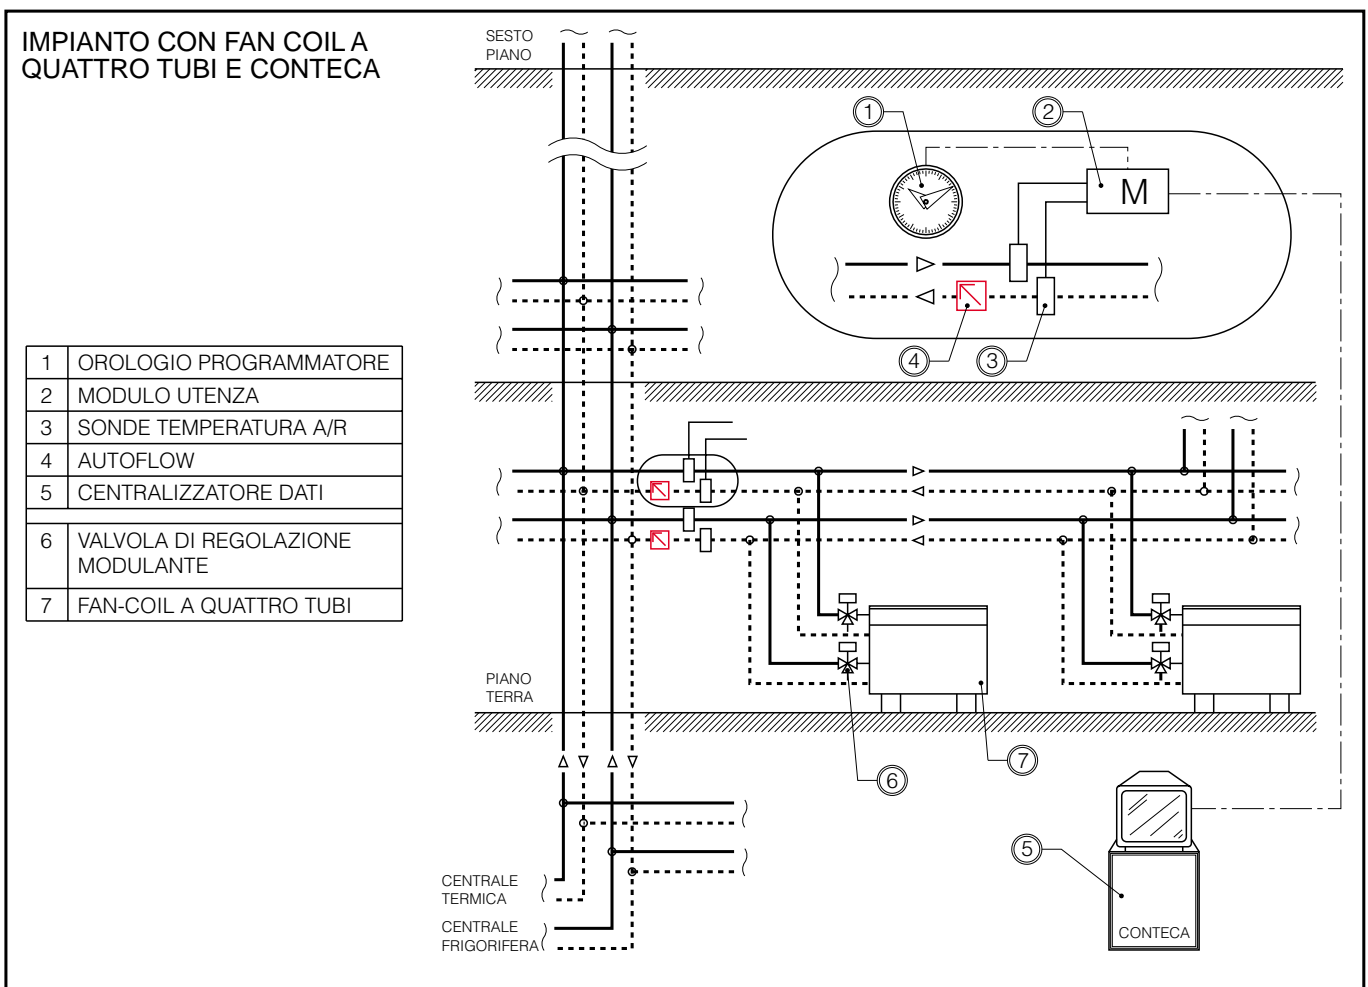 IMPIANTO CON FAN COIL A
QUATTRO TUBI E CONTECA
SESTO
PIANO
1
2
M
4
3
1 OROLOGIO PROGRAMMATORE
2 MODULO UTENZA
3 SONDE TEMPERATURA A/R
4 AUTOFLOW
5 CENTRALIZZATORE DATI
6 VALVOLA DI REGOLAZIONE
MODULANTE
7 FAN-COIL A QUATTRO TUBI
PIANO
TERRA
7
6
5
CENTRALE
TERMICA
CENTRALE
FRIGORIFERA
CONTECA